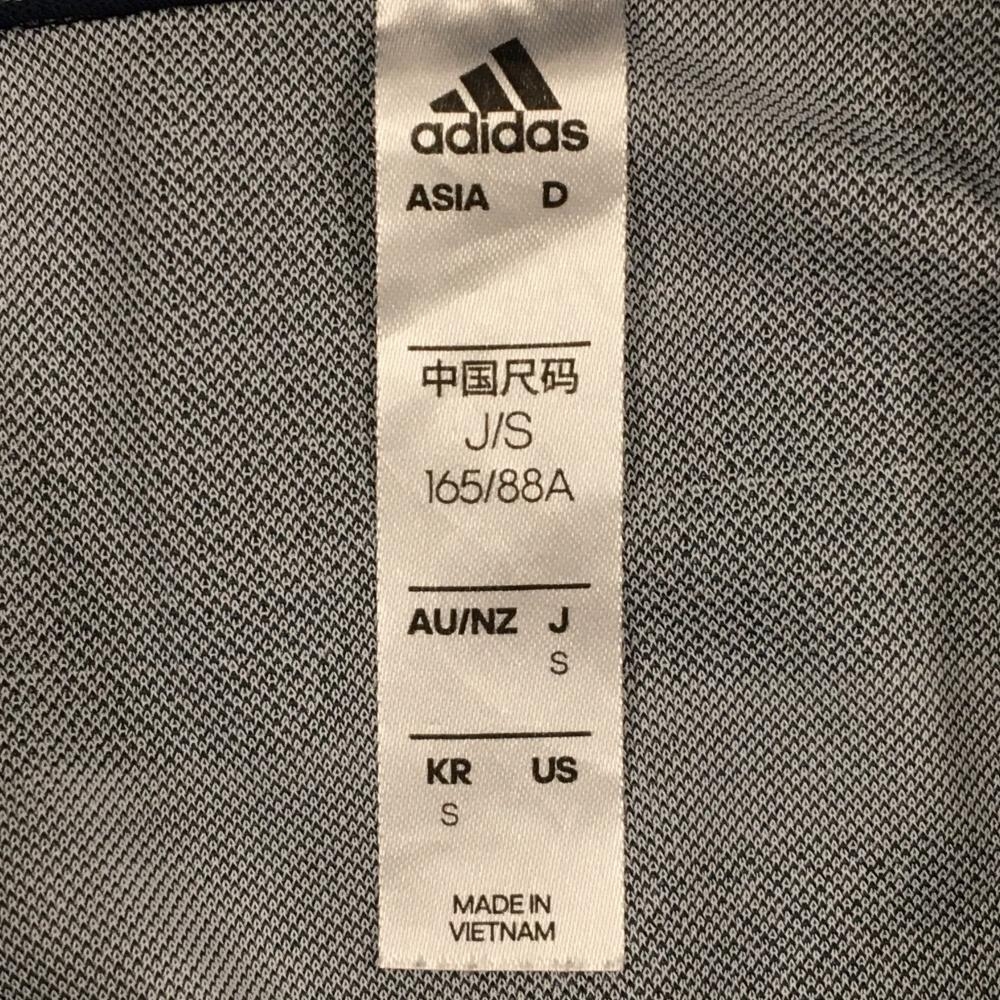 adidas
ASIA D
中国尺码
J/S
165/88A
AU/NZ J
S
KR US
S
MADE IN
VIETNAM